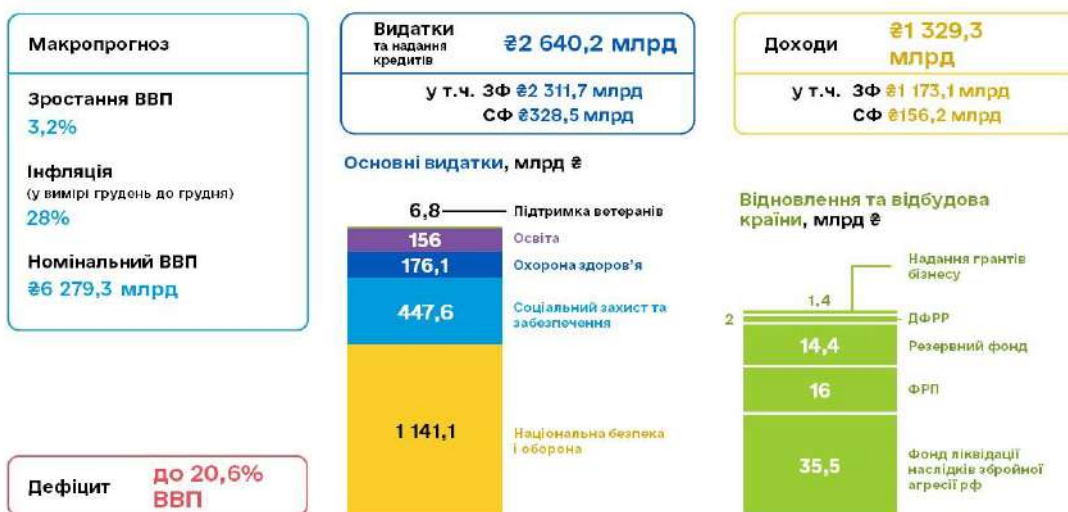 Макропрогноз
Зростання ВВП
3,2%
Інфляція
(у вимірі грудень до грудня)
28%
Номінальний ВВП
₴6 279,3 млрд
Дефіцит
до 20,6%
ВВП
Видатки
та надання
кредитів
₴2 640,2 млрд
у т.ч. ЗФ ₴2 311,7 млрд
СФ ₴328,5 млрд
Основні видатки, млрд ₴
6,8 Підтримка ветеранів
156 Освіта
176,1 Охорона здоров'я
447,6 Соціальний захист та
забезпечення
1 141,1 Національна безпека
і оборона
Доходи
₴1 329,3
млрд
у т.ч. ЗФ ₴1 173,1 млрд
СФ ₴156,2 млрд
Відновлення та відбудова
країни, млрд ₴
Надання грантів
бізнесу
1,4
2 ДФРР
14,4 Резервний фонд
16 ФРП
35,5 Фонд ліквідації
наслідків збройної
агресії рф